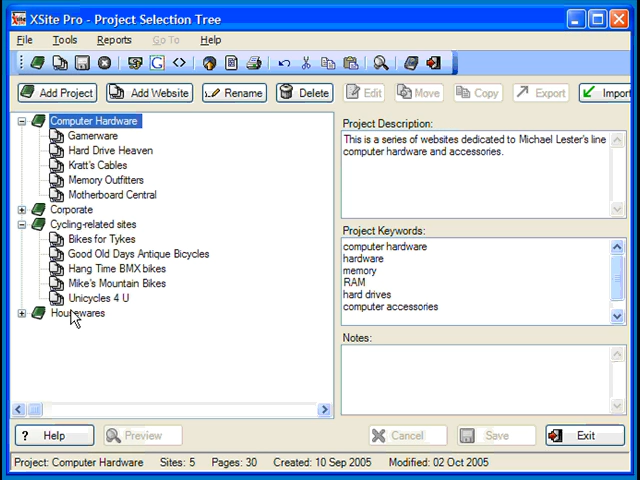 XSite Pro - Project Selection Tree
File Tools Reports Go To Help
Add Project Add Website Rename Delete Edit Move Copy Export Import
Computer Hardware
Gamerware
Hard Drive Heaven
Kratt's Cables
Memory Outfitters
Motherboard Central
Corporate
Cycling-related sites
Bikes for Tykes
Good Old Days Antique Bicycles
Hang Time BMX bikes
Mike's Mountain Bikes
Unicycles 4 U
Housewares
Project Description:
This is a series of websites dedicated to Michael Lester's line
computer hardware and accessories.
Project Keywords:
computer hardware
hardware
memory
RAM
hard drives
computer accessories
Notes:
? Help Preview Cancel Save Exit
Project: Computer Hardware Sites: 5 Pages: 30 Created: 10 Sep 2005 Modified: 02 Oct 2005